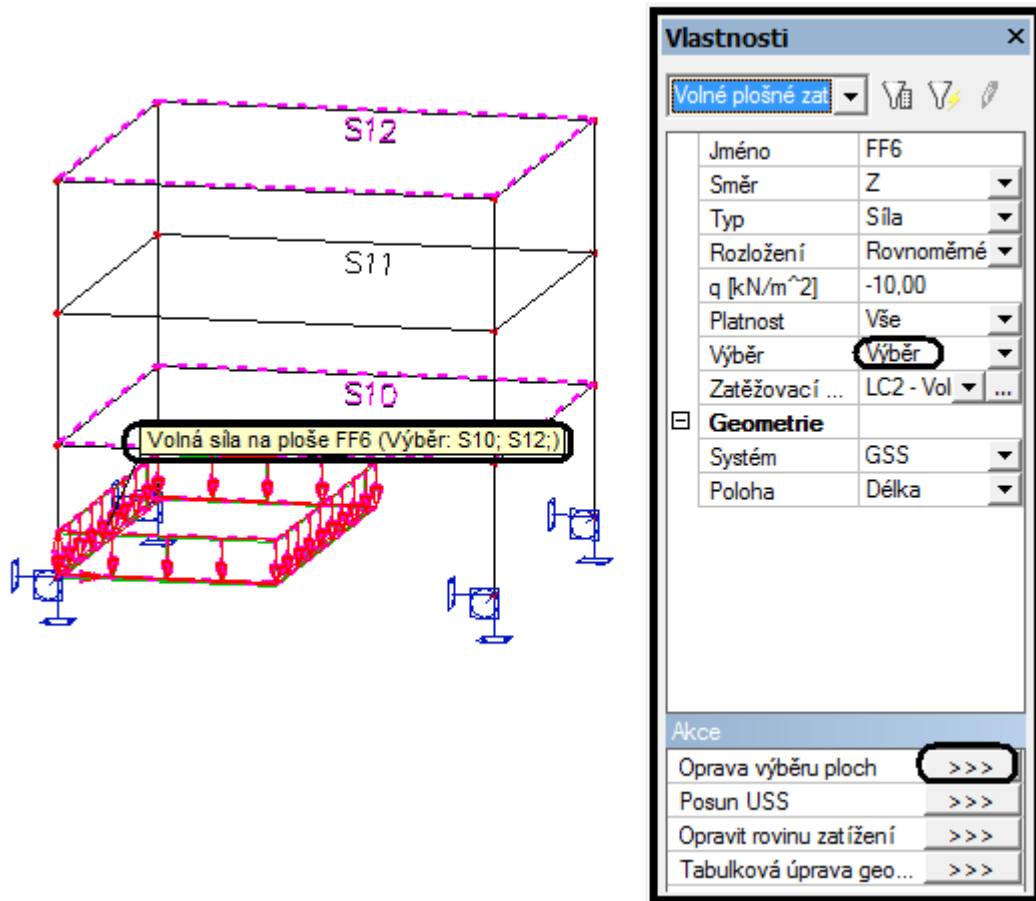 S12
S11
S10
Volná síla na ploše FF6 (Výběr: S10; S12;)
Vlastnosti ×
Volné plošné zat
Jméno FF6
Směr Z
Typ Síla
Rozložení Rovnoměrné
q [kN/m^2] -10,00
Platnost Vše
Výběr Výběr
Zatěžovací ... LC2 - Vol ...
Geometrie
Systém GSS
Poloha Délka
Akce
Oprava výběru ploch >>>
Posun USS >>>
Opravit rovinu zatížení >>>
Tabulková úprava geo... >>>